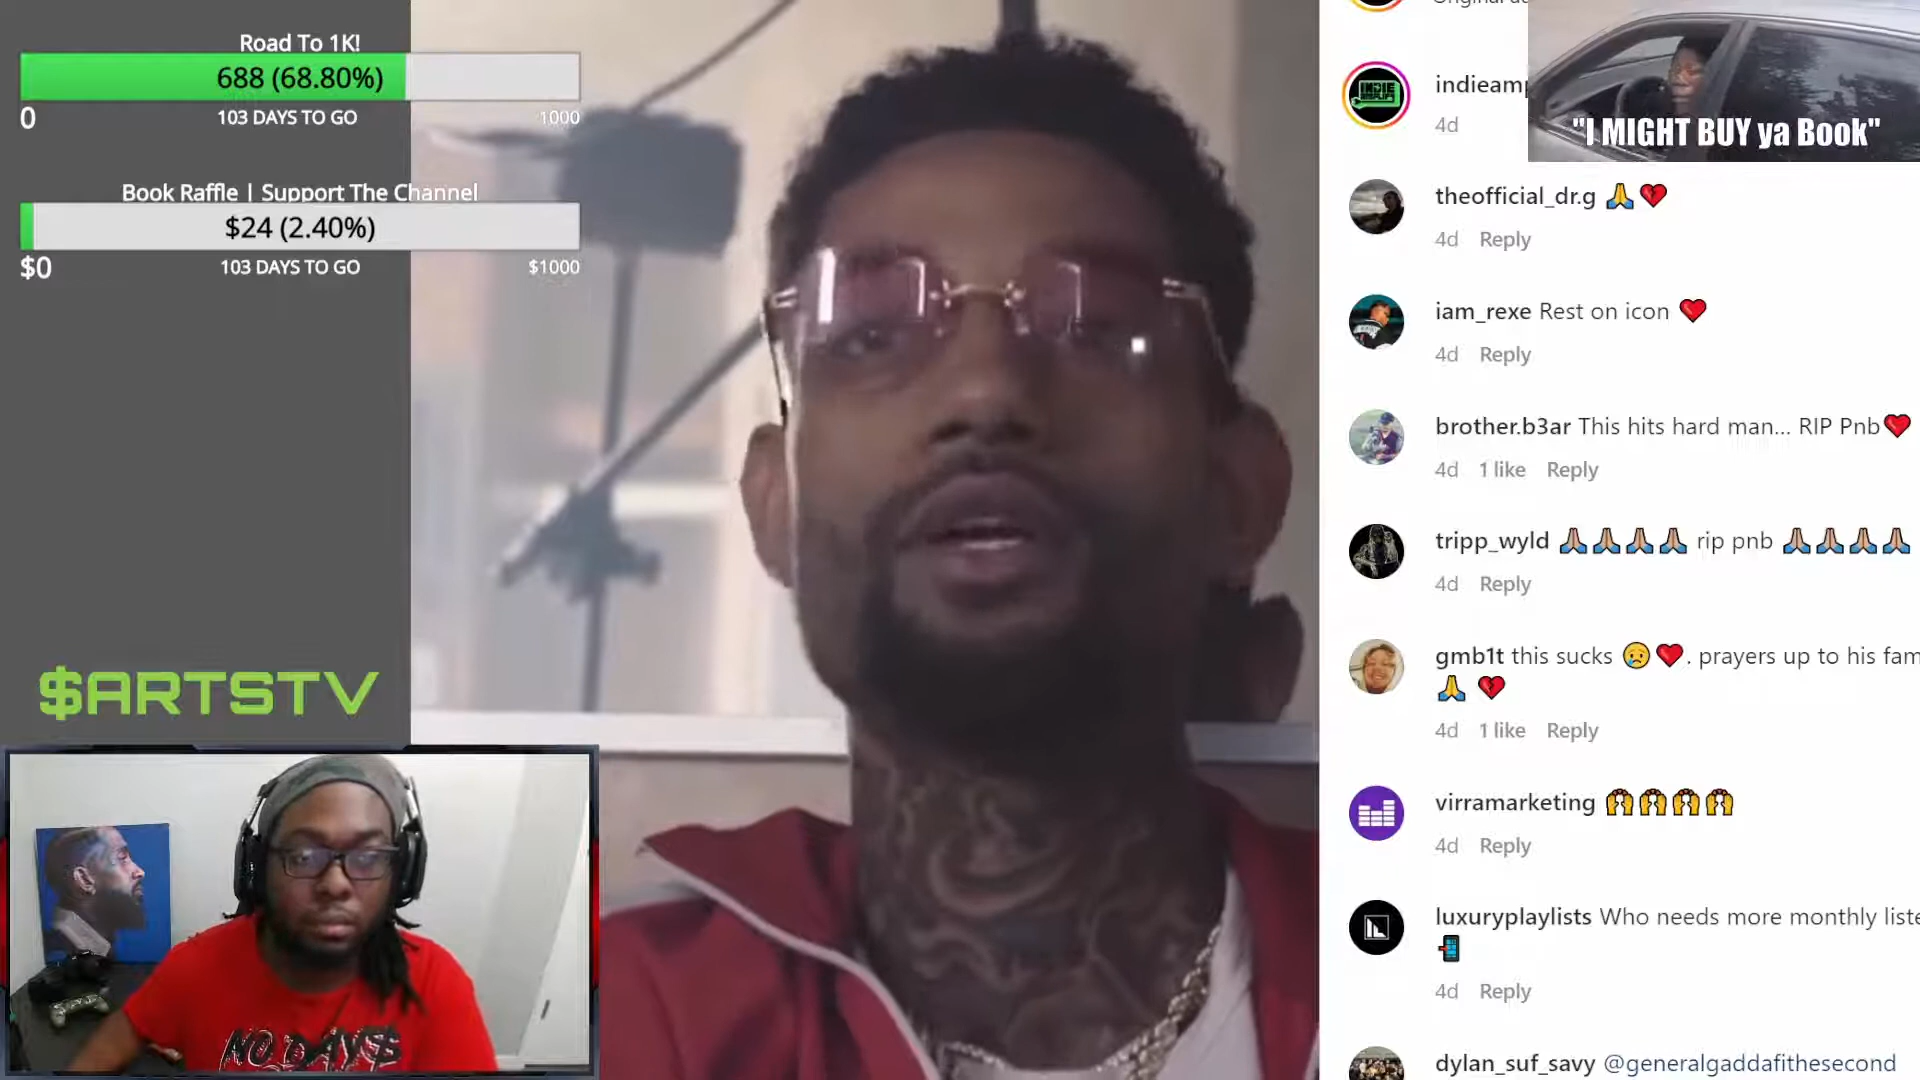 Road To 1K!
688 (68.80%)
0
103 DAYS TO GO
1000
Book Raffle | Support The Channel
$24 (2.40%)
$0
103 DAYS TO GO
$1000
$ARTSTV
NO DAYS
INDIE
indieamp
4d
"I MIGHT BUY ya Book"
theofficial_dr.g 🙏💔
4d Reply
iam_rexe Rest on icon ❤️
4d Reply
brother.b3ar This hits hard man... RIP Pnb❤️
4d 1 like Reply
tripp_wyld 🙏🏽🙏🏽🙏🏽🙏🏽 rip pnb 🙏🏽🙏🏽🙏🏽🙏🏽
4d Reply
gmb1t this sucks 😢❤️. prayers up to his fam
🙏 💔
4d 1 like Reply
virramarketing 🙌🙌🙌🙌
4d Reply
luxuryplaylists Who needs more monthly liste
📲
4d Reply
dylan_suf_savy @generalgaddafithesecond